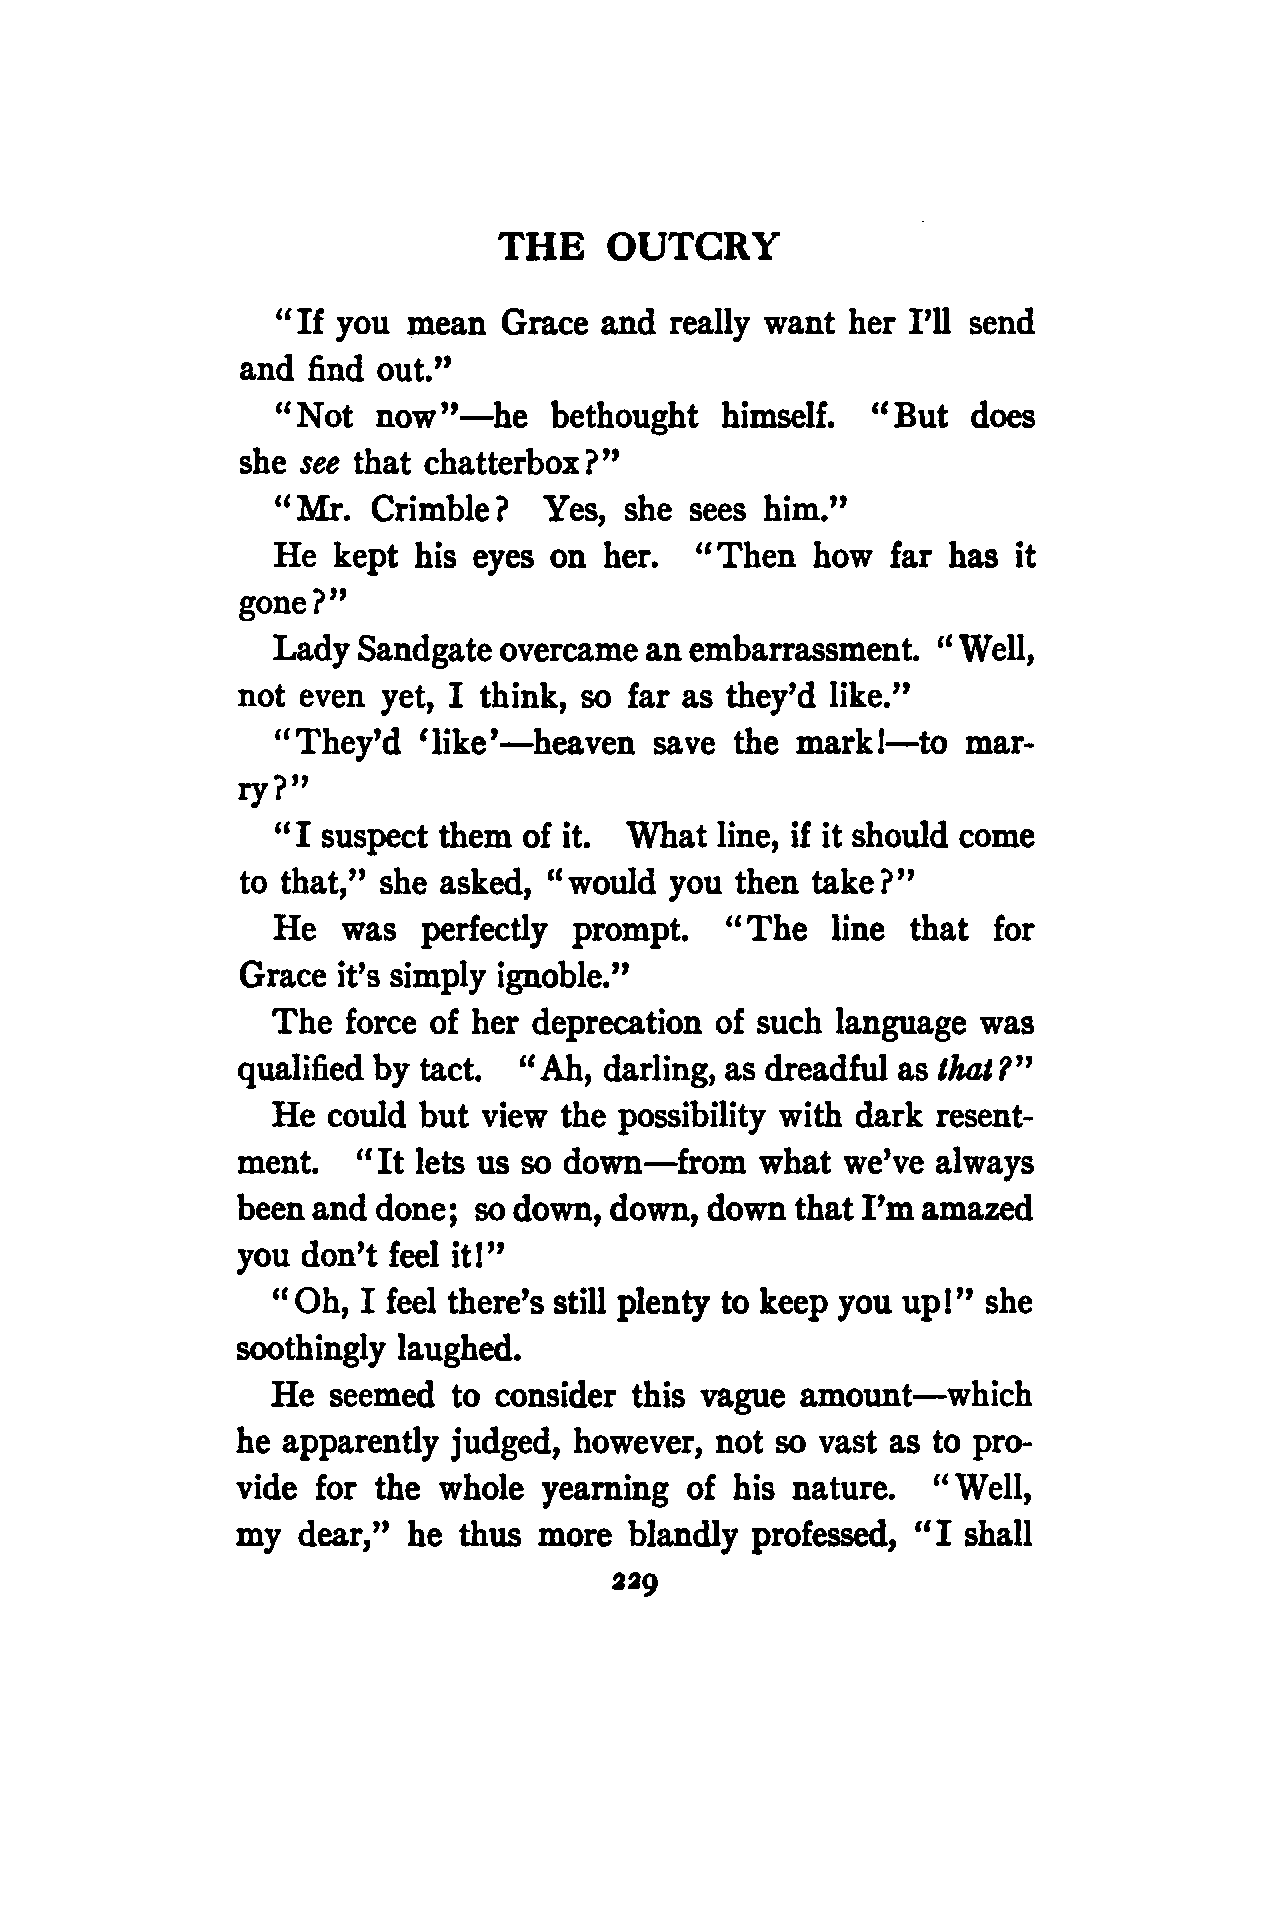 THE OUTCRY
“If you mean Grace and really want her I’ll send
and find out.”
“Not now”—he bethought himself. “But does
she see that chatterbox?”
“Mr. Crimble? Yes, she sees him.”
He kept his eyes on her. “Then how far has it
gone?”
Lady Sandgate overcame an embarrassment. “Well,
not even yet, I think, so far as they’d like.”
“They’d ‘like’—heaven save the mark!—to mar-
ry?”
“I suspect them of it. What line, if it should come
to that,” she asked, “would you then take?”
He was perfectly prompt. “The line that for
Grace it’s simply ignoble.”
The force of her deprecation of such language was
qualified by tact. “Ah, darling, as dreadful as that?”
He could but view the possibility with dark resent-
ment. “It lets us so down—from what we’ve always
been and done; so down, down, down that I’m amazed
you don’t feel it!”
“Oh, I feel there’s still plenty to keep you up!” she
soothingly laughed.
He seemed to consider this vague amount—which
he apparently judged, however, not so vast as to pro-
vide for the whole yearning of his nature. “Well,
my dear,” he thus more blandly professed, “I shall
229